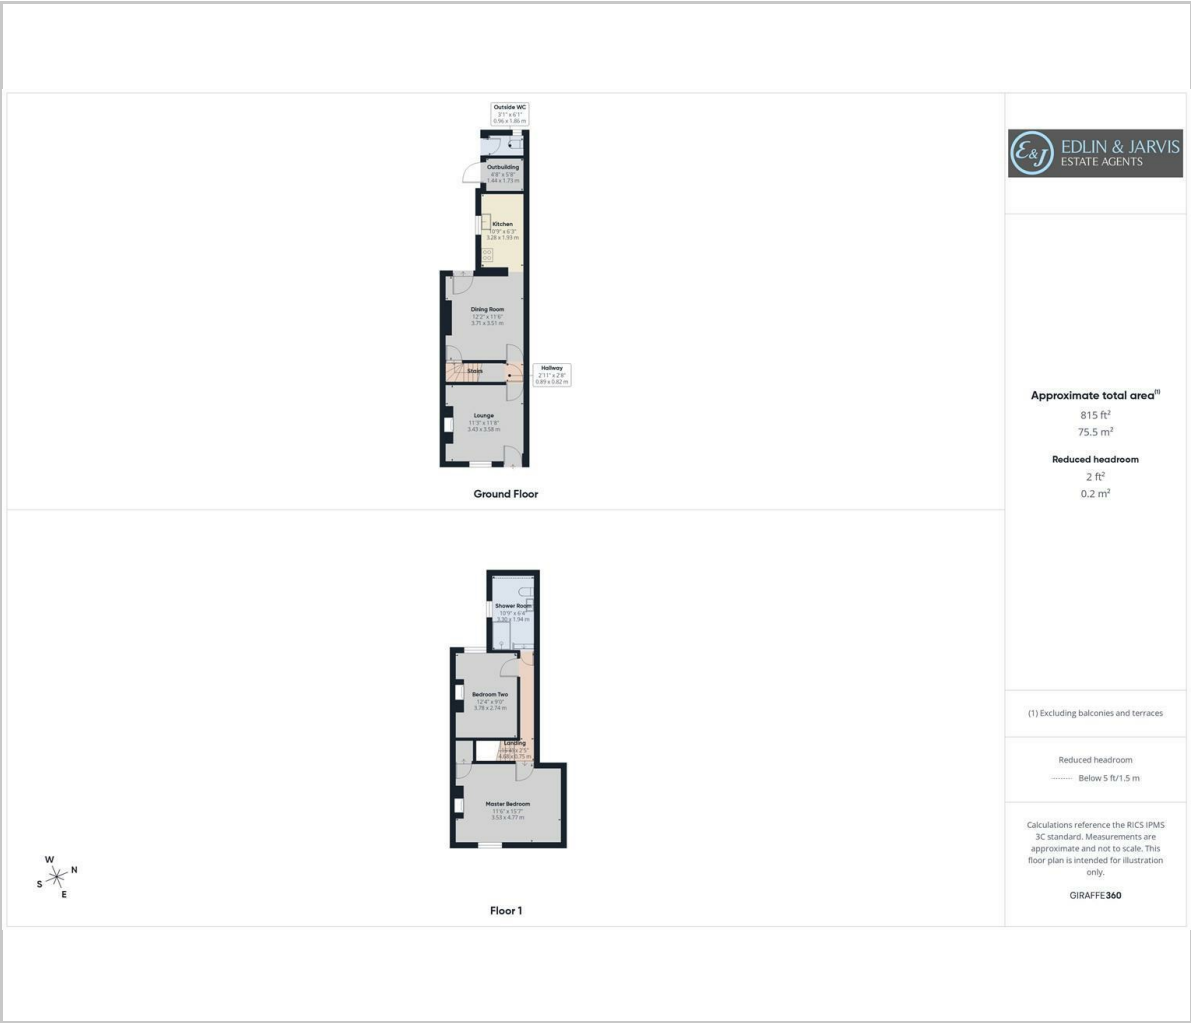 Outside WC
3'1" x 6'1"
0.96 x 1.86 m
Outbuilding
4'8" x 5'8"
1.44 x 1.73 m
Kitchen
10'9" x 6'3"
3.28 x 1.93 m
Dining Room
12'2" x 11'6"
3.71 x 3.51 m
Stairs
Hallway
2'11" x 2'8"
0.89 x 0.82 m
Lounge
11'3" x 11'8"
3.43 x 3.58 m
Ground Floor
Shower Room
10'9" x 6'4"
3.30 x 1.94 m
Bedroom Two
12'4" x 9'0"
3.78 x 2.74 m
Landing
x 2'5"
x 0.75 m
Master Bedroom
11'6" x 15'7"
3.53 x 4.77 m
W
N
S
E
Floor 1
E&J
EDLIN & JARVIS
ESTATE AGENTS
Approximate total area⁽¹⁾
815 ft²
75.5 m²
Reduced headroom
2 ft²
0.2 m²
(1) Excluding balconies and terraces
Reduced headroom
Below 5 ft/1.5 m
Calculations reference the RICS IPMS
3C standard. Measurements are
approximate and not to scale. This
floor plan is intended for illustration
only.
GIRAFFE360